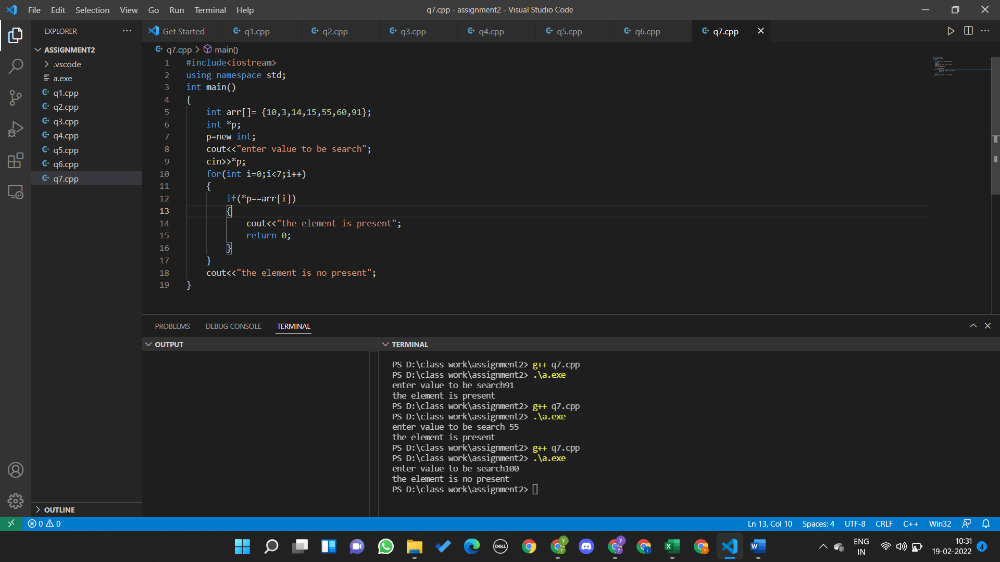 File Edit Selection View Go Run Terminal Help
q7.cpp - assignment2 - Visual Studio Code
EXPLORER
Get Started
q1.cpp
q2.cpp
q3.cpp
q4.cpp
q5.cpp
q6.cpp
q7.cpp
ASSIGNMENT2
.vscode
a.exe
q1.cpp
q2.cpp
q3.cpp
q4.cpp
q5.cpp
q6.cpp
q7.cpp
OUTLINE
q7.cpp > main()
1 #include<iostream>
2 using namespace std;
3 int main()
4 {
5 int arr[]= {10,3,14,15,55,60,91};
6 int *p;
7 p=new int;
8 cout<<"enter value to be search";
9 cin>>*p;
10 for(int i=0;i<7;i++)
11 {
12 if(*p==arr[i])
13 {
14 cout<<"the element is present";
15 return 0;
16 }
17 }
18 cout<<"the element is no present";
19 }
PROBLEMS DEBUG CONSOLE TERMINAL
OUTPUT
TERMINAL
PS D:\class work\assignment2> g++ q7.cpp
PS D:\class work\assignment2> .\a.exe
enter value to be search91
the element is present
PS D:\class work\assignment2> g++ q7.cpp
PS D:\class work\assignment2> .\a.exe
enter value to be search 55
the element is present
PS D:\class work\assignment2> g++ q7.cpp
PS D:\class work\assignment2> .\a.exe
enter value to be search100
the element is no present
PS D:\class work\assignment2>
0 0
Ln 13, Col 10 Spaces: 4 UTF-8 CRLF C++ Win32
DELL
ENG
IN
10:31
19-02-2022
4